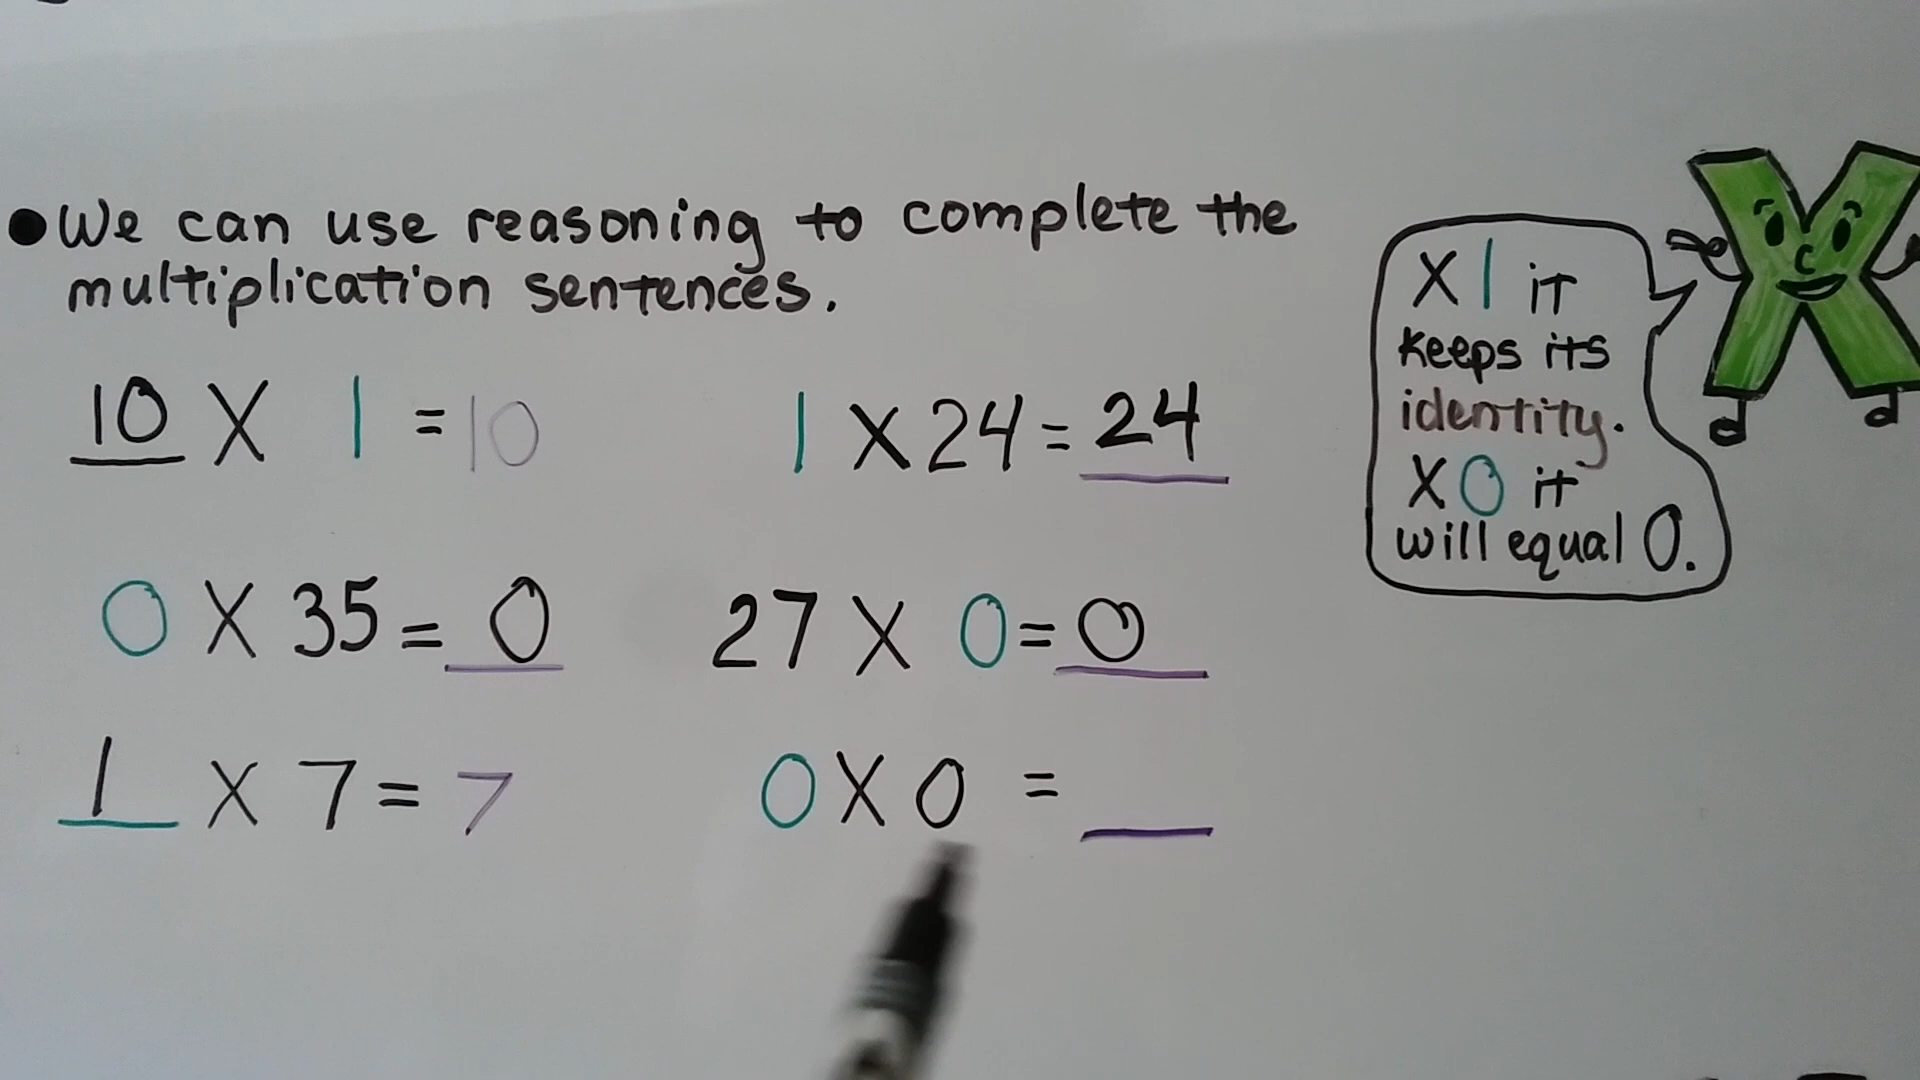 ●We can use reasoning to complete the
multiplication sentences.
10 X 1 = 10
1 X 24 = 24
0 X 35 = 0
27 X 0 = 0
1 X 7 = 7
0 X 0 = __
X 1 it
keeps its
identity.
X 0 it
will equal 0.